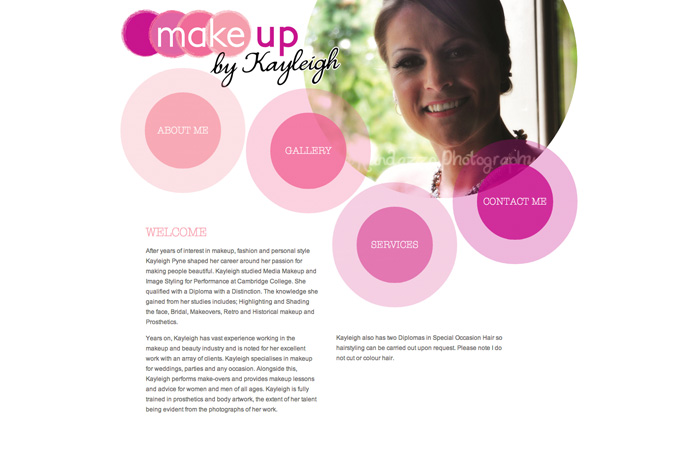 make up
by Kayleigh
ABOUT ME
GALLERY
Photography
CONTACT ME
SERVICES
WELCOME
After years of interest in makeup, fashion and personal style
Kayleigh Pyne shaped her career around her passion for
making people beautiful. Kayleigh studied Media Makeup and
Image Styling for Performance at Cambridge College. She
qualified with a Diploma with a Distinction. The knowledge she
gained from her studies includes; Highlighting and Shading
the face, Bridal, Makeovers, Retro and Historical makeup and
Prosthetics.
Years on, Kayleigh has vast experience working in the
makeup and beauty industry and is noted for her excellent
work with an array of clients. Kayleigh specialises in makeup
for weddings, parties and any occasion. Alongside this,
Kayleigh performs make-overs and provides makeup lessons
and advice for women and men of all ages. Kayleigh is fully
trained in prosthetics and body artwork, the extent of her talent
being evident from the photographs of her work.
Kayleigh also has two Diplomas in Special Occasion Hair so
hairstyling can be carried out upon request. Please note I do
not cut or colour hair.